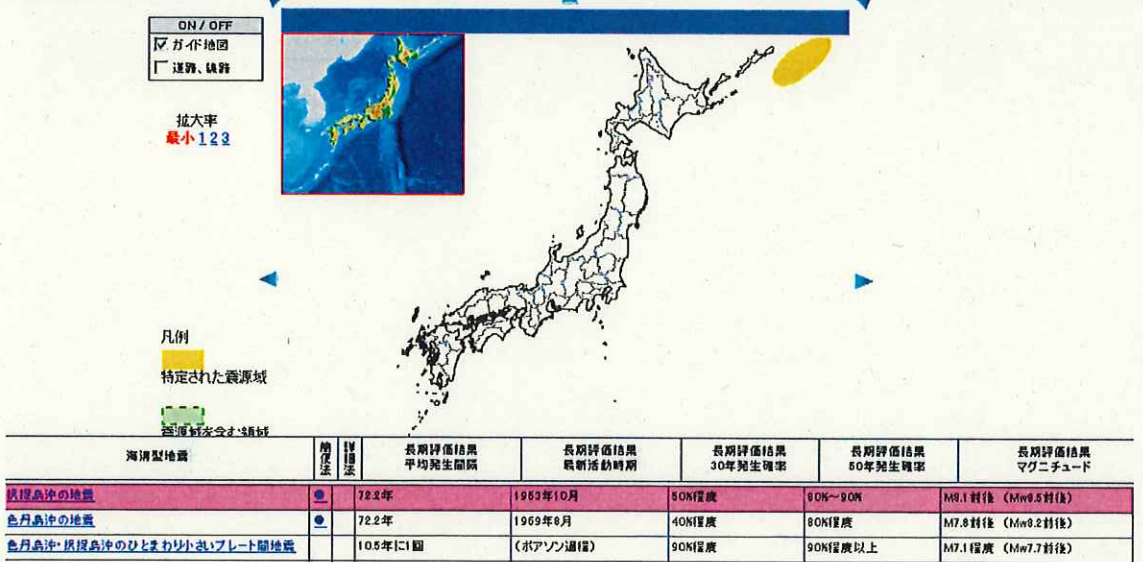 ON / OFF
ガイド地図
道路、鉄路
拡大率
最小 1 2 3
凡例
特定された震源域
震源域を含む領域
海溝型地震 簡便法 詳細法 長期評価結果 平均発生間隔 長期評価結果 最新活動時期 長期評価結果 30年発生確率 長期評価結果 50年発生確率 長期評価結果 マグニチュード
択捉島沖の地震 72.2年 1963年10月 50%程度 80%～90% M8.1前後 (Mw8.5前後)
色丹島沖の地震 72.2年 1969年8月 40%程度 80%程度 M7.8前後 (Mw8.2前後)
色丹島沖・択捉島沖のひとまわり小さいプレート間地震 10.5年に1回 (ポアソン過程) 90%程度 90%程度以上 M7.1程度 (Mw7.7前後)